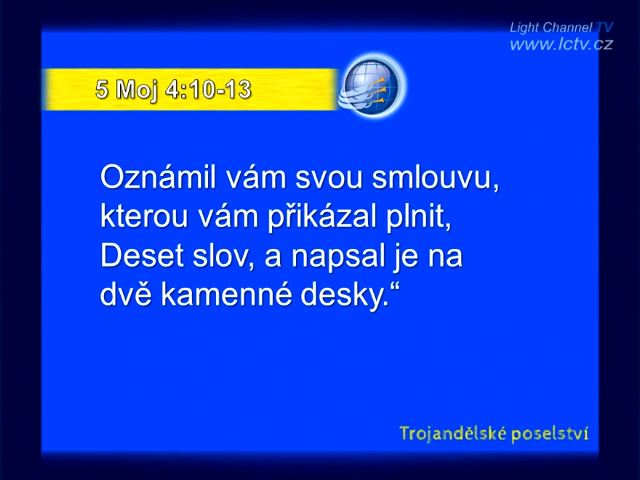 Light Channel TV
www.lctv.cz
5 Moj 4:10-13
Oznámil vám svou smlouvu,
kterou vám přikázal plnit,
Deset slov, a napsal je na
dvě kamenné desky.“
Trojandělské poselství